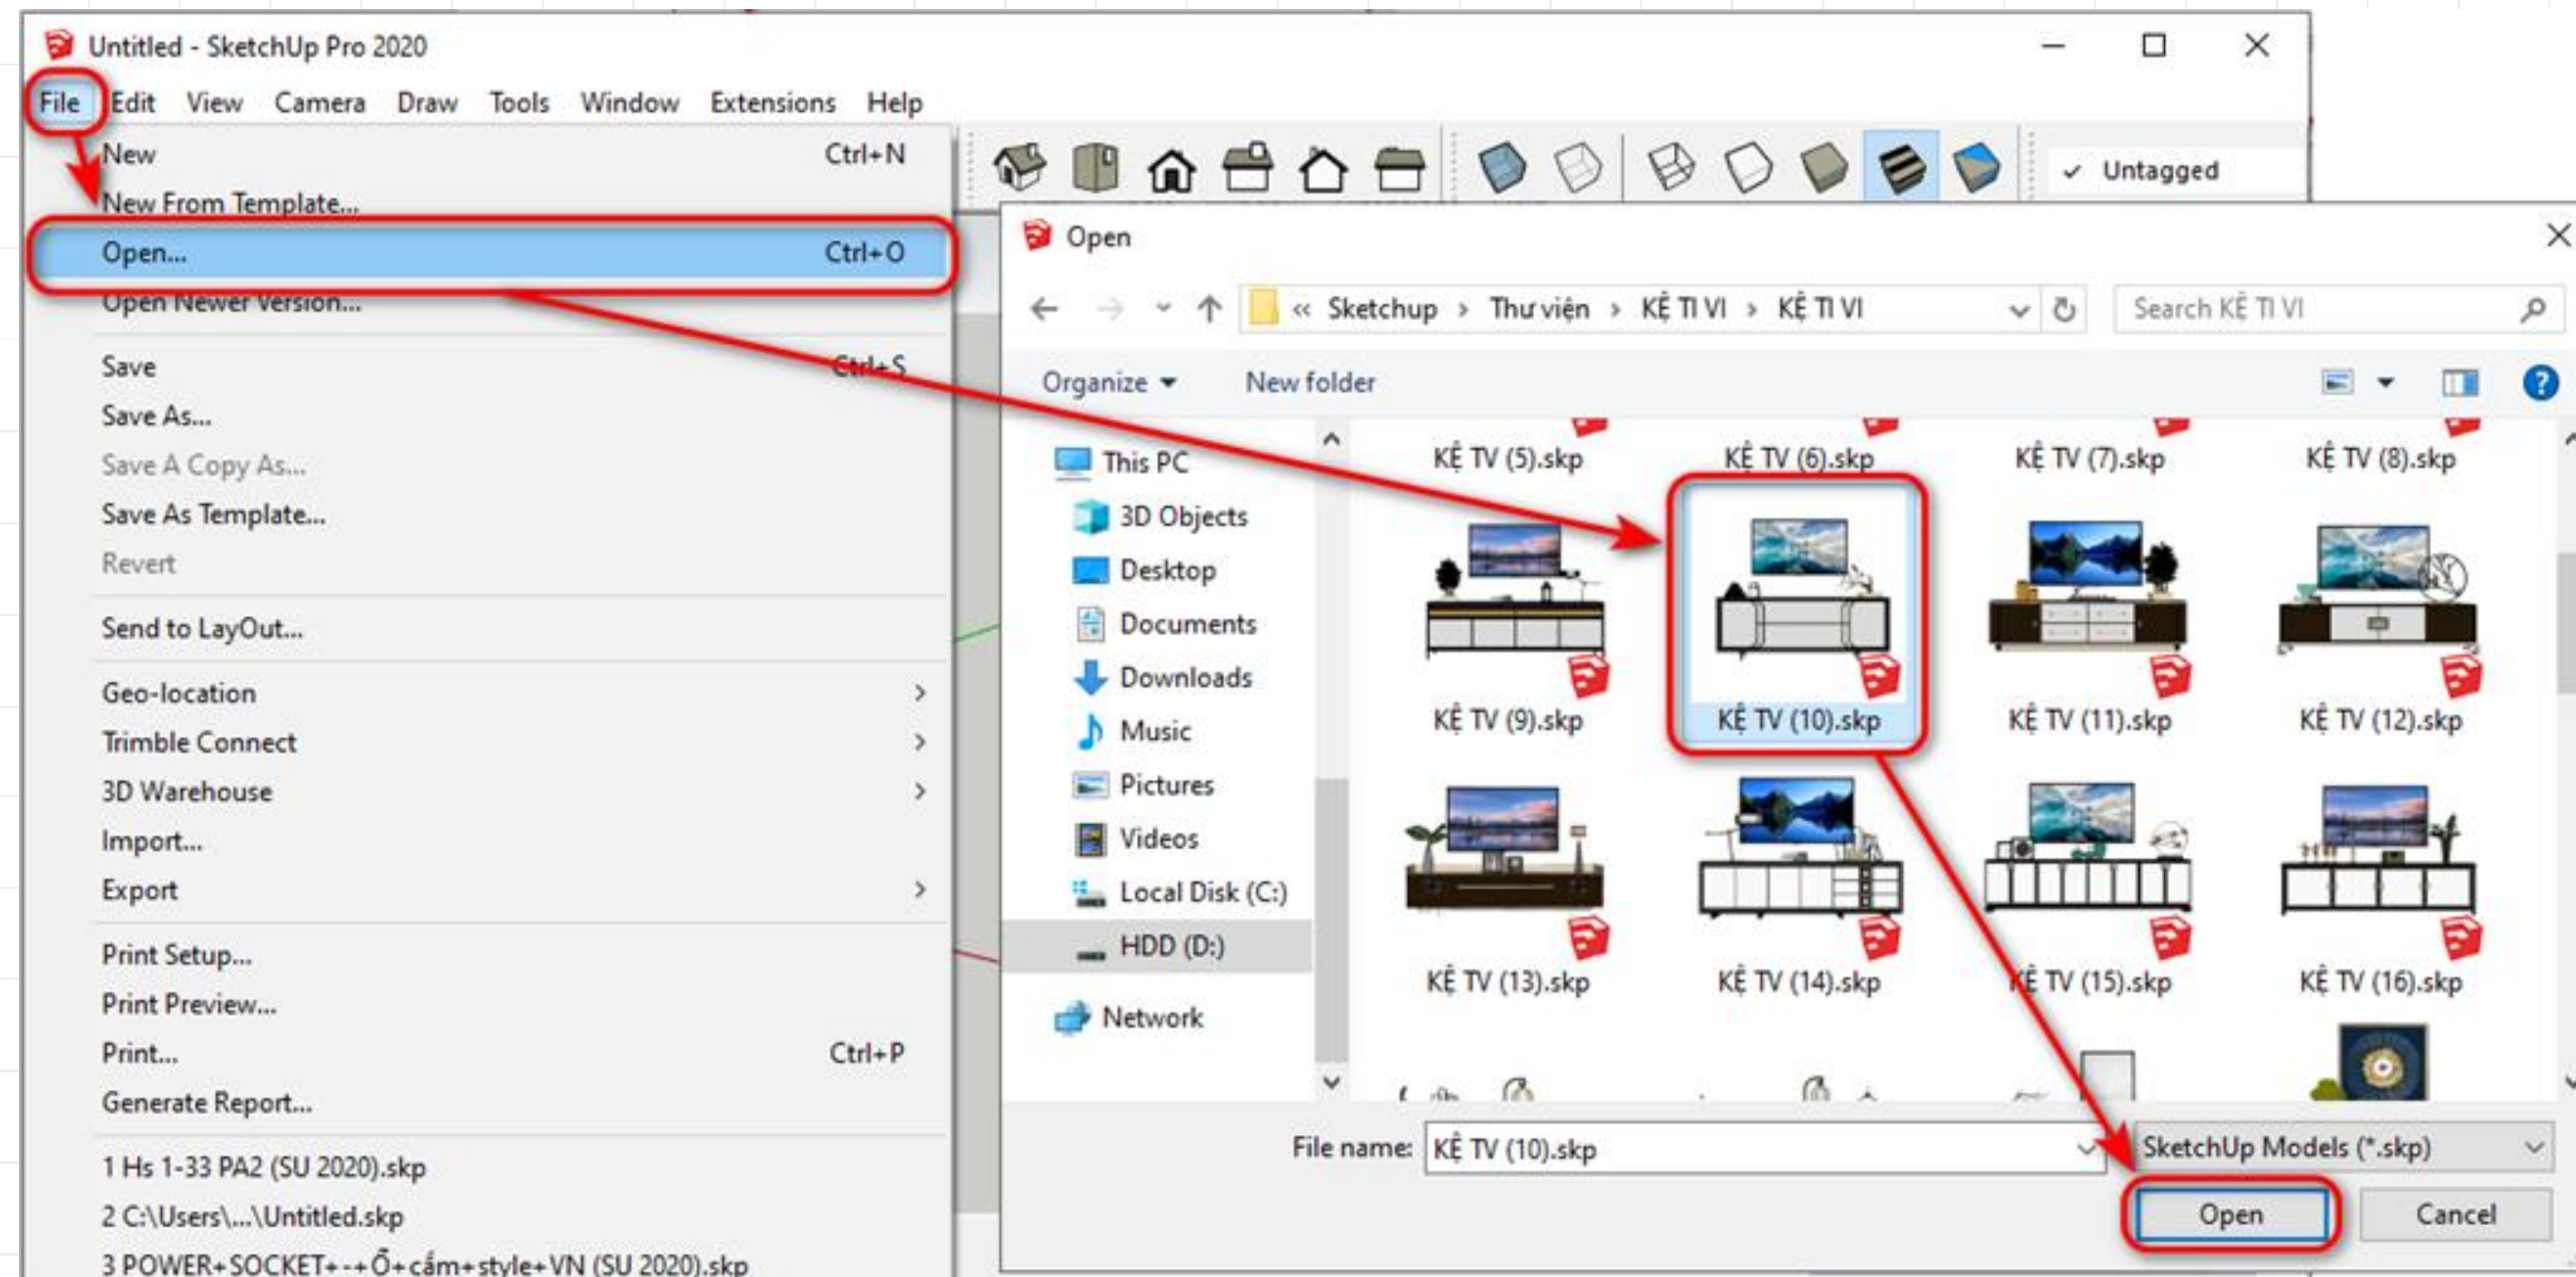 Untitled - SketchUp Pro 2020
File Edit View Camera Draw Tools Window Extensions Help
New Ctrl+N
New From Template...
Open... Ctrl+O
Open Newer Version...
Save Ctrl+S
Save As...
Save A Copy As...
Save As Template...
Revert
Send to LayOut...
Geo-location
Trimble Connect
3D Warehouse
Import...
Export
Print Setup...
Print Preview...
Print... Ctrl+P
Generate Report...
1 Hs 1-33 PA2 (SU 2020).skp
2 C:\Users\...\Untitled.skp
3 POWER+SOCKET+-+Ổ+cắm+style+VN (SU 2020).skp
✓ Untagged
Open
« Sketchup > Thư viện > KỆ TI VI > KỆ TI VI
Search KỆ TI VI
Organize New folder
This PC
3D Objects
Desktop
Documents
Downloads
Music
Pictures
Videos
Local Disk (C:)
HDD (D:)
Network
KỆ TV (5).skp KỆ TV (6).skp KỆ TV (7).skp KỆ TV (8).skp
KỆ TV (9).skp KỆ TV (10).skp KỆ TV (11).skp KỆ TV (12).skp
KỆ TV (13).skp KỆ TV (14).skp KỆ TV (15).skp KỆ TV (16).skp
File name: KỆ TV (10).skp SketchUp Models (*.skp)
Open Cancel